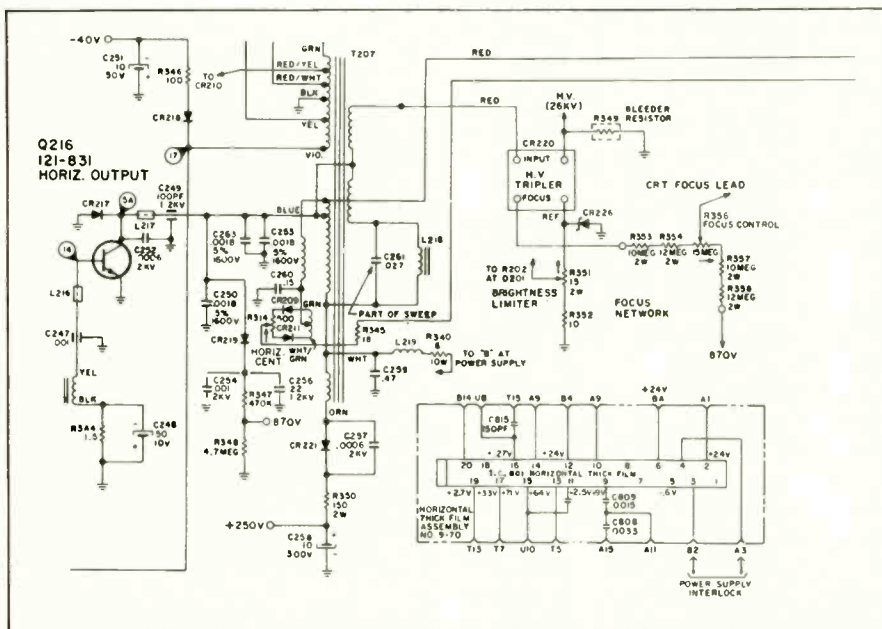 -40V
C251
10
50V
R346
100
CR218
17
Q216
121-831
HORIZ. OUTPUT
CR217
5A
C249
100PF
1.2KV
L217
C252
.0006
2KV
14
L216
C247
.001
YEL
BLK
R344
1.5
C248
50
10V
GRN
RED/YEL
RED/WHT
TO
CR210
BLK
YEL
VIO.
T207
BLUE
C263
.0018
5%
1600V
C253
.0018
5%
1600V
C260
.15
C250
.0018
5%
1600V
CR209
R314
500
CR211
GRN
HORIZ.
CENT
WHT/
GRN
CR219
C254
.001
2KV
C256
.22
1.2KV
R347
470K
870V
R348
4.7MEG
ORN
CR221
C257
.0006
2KV
R350
150
2W
+250V
C258
10
300V
RED
RED
C261
.027
L218
PART OF SWEEP
R345
18
WHT
L219
R340
6
10W
C259
.47
TO "B" AT
POWER SUPPLY
H.V.
(26KV)
R349
BLEEDER
RESISTOR
CR220
INPUT
H.V
TRIPLER
FOCUS
REF
CR226
CRT FOCUS LEAD
R356
FOCUS CONTROL
R353
10MEG
2W
R354
12MEG
2W
15MEG
R357
10MEG
2W
R358
12MEG
2W
870V
FOCUS
NETWORK
TO R202
AT Q201
BRIGHTNESS
LIMITER
R351
15
2W
R352
10
B14 U8 T15 A9 B4 A9 +24V BA A1
C815
150PF
+.27V +24V +24V
20 18 16 14 12 10 8 6 4 2
I.C. 801 HORIZONTAL THICK FILM
19 17 15 13 11 9 7 5 3 1
+2.7V +33V +71V +64V -2.5V +9V .6V
C809
.0015
C808
.0033
HORIZONTAL
THICK FILM
ASSEMBLY
NO. 9-70
T13 T7 U10 T5 A15 A11 B2 A3
POWER SUPPLY
INTERLOCK